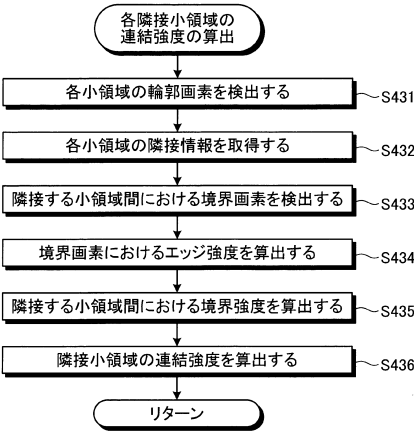 各隣接小領域の
連結強度の算出
各小領域の輪郭画素を検出する
S431
各小領域の隣接情報を取得する
S432
隣接する小領域間における境界画素を検出する
S433
境界画素におけるエッジ強度を算出する
S434
隣接する小領域間における境界強度を算出する
S435
隣接小領域の連結強度を算出する
S436
リターン